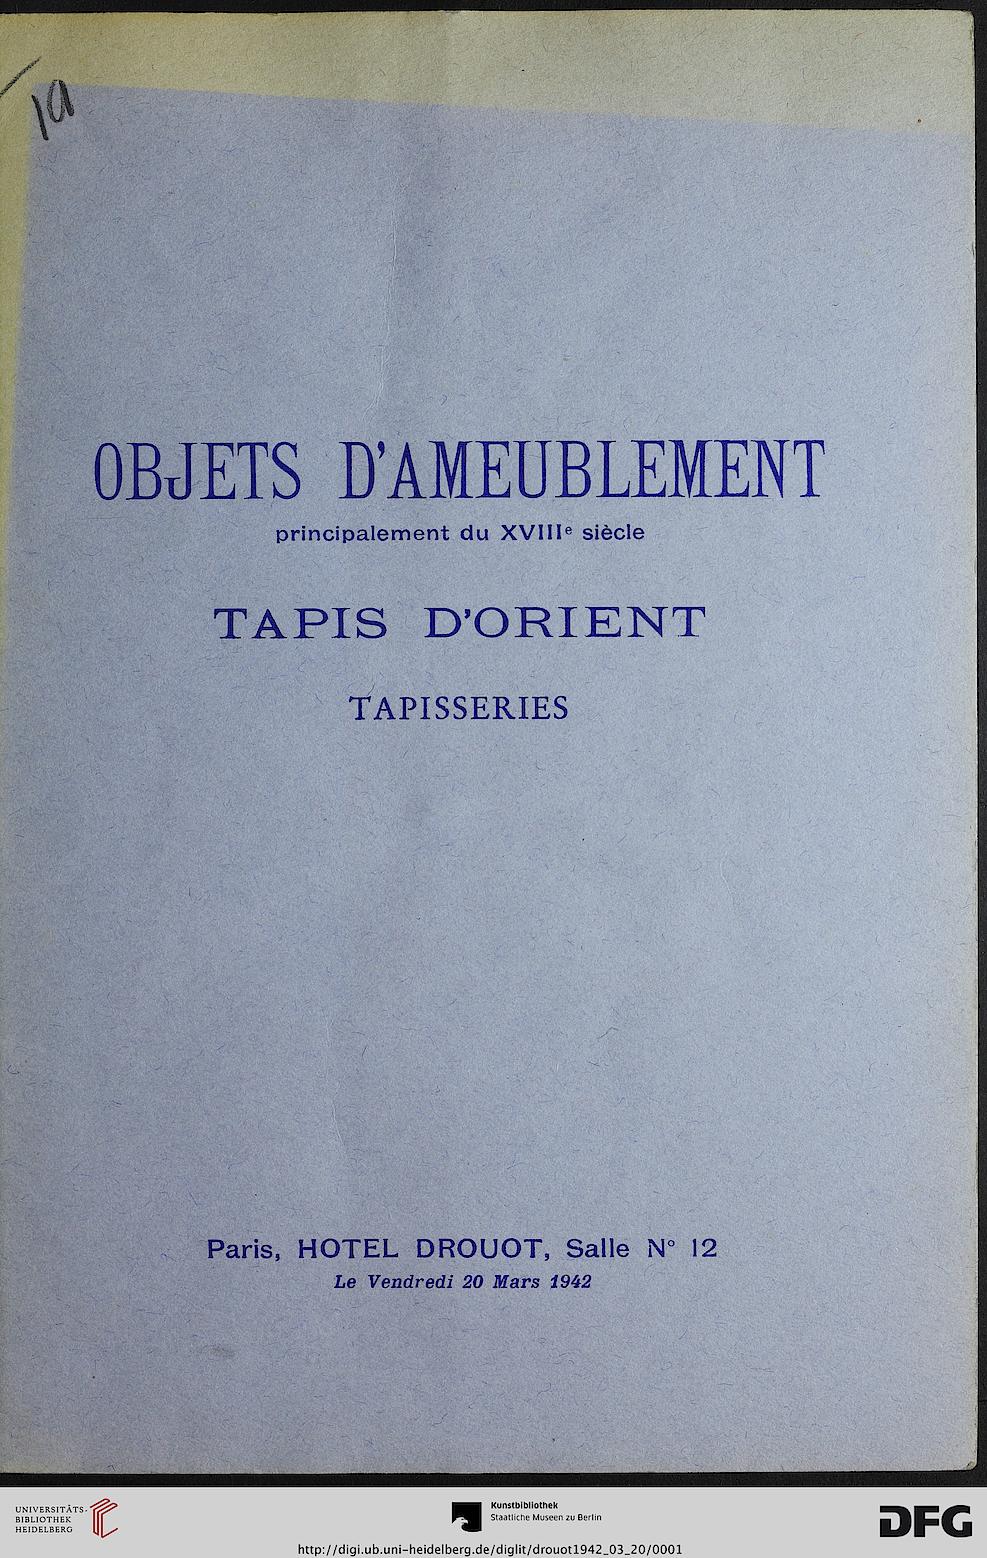 10
OBJETS D'AMEUBLEMENT
principalement du XVIIIe siècle
TAPIS D'ORIENT
TAPISSERIES
Paris, HOTEL DROUOT, Salle N° 12
Le Vendredi 20 Mars 1942
UNIVERSITÄTS-
BIBLIOTHEK
HEIDELBERG
Kunstbibliothek
Staatliche Museen zu Berlin
DFG
http://digi.ub.uni-heidelberg.de/diglit/drouot1942_03_20/0001